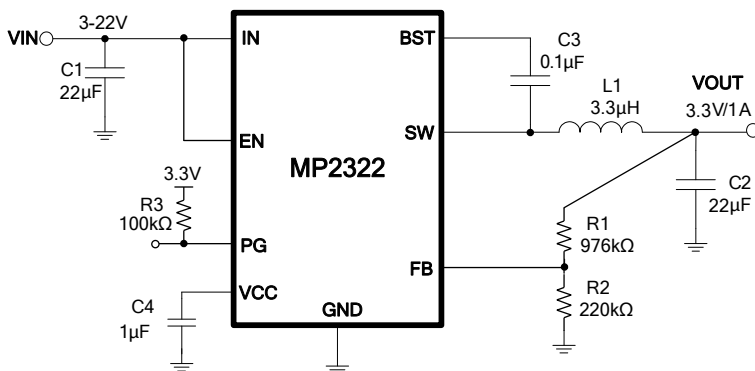 3-22V
VIN
C1
22μF
IN
BST
C3
0.1μF
L1
3.3μH
VOUT
3.3V/1A
EN
SW
MP2322
C2
22μF
3.3V
R3
100kΩ
PG
R1
976kΩ
FB
VCC
C4
1μF
GND
R2
220kΩ